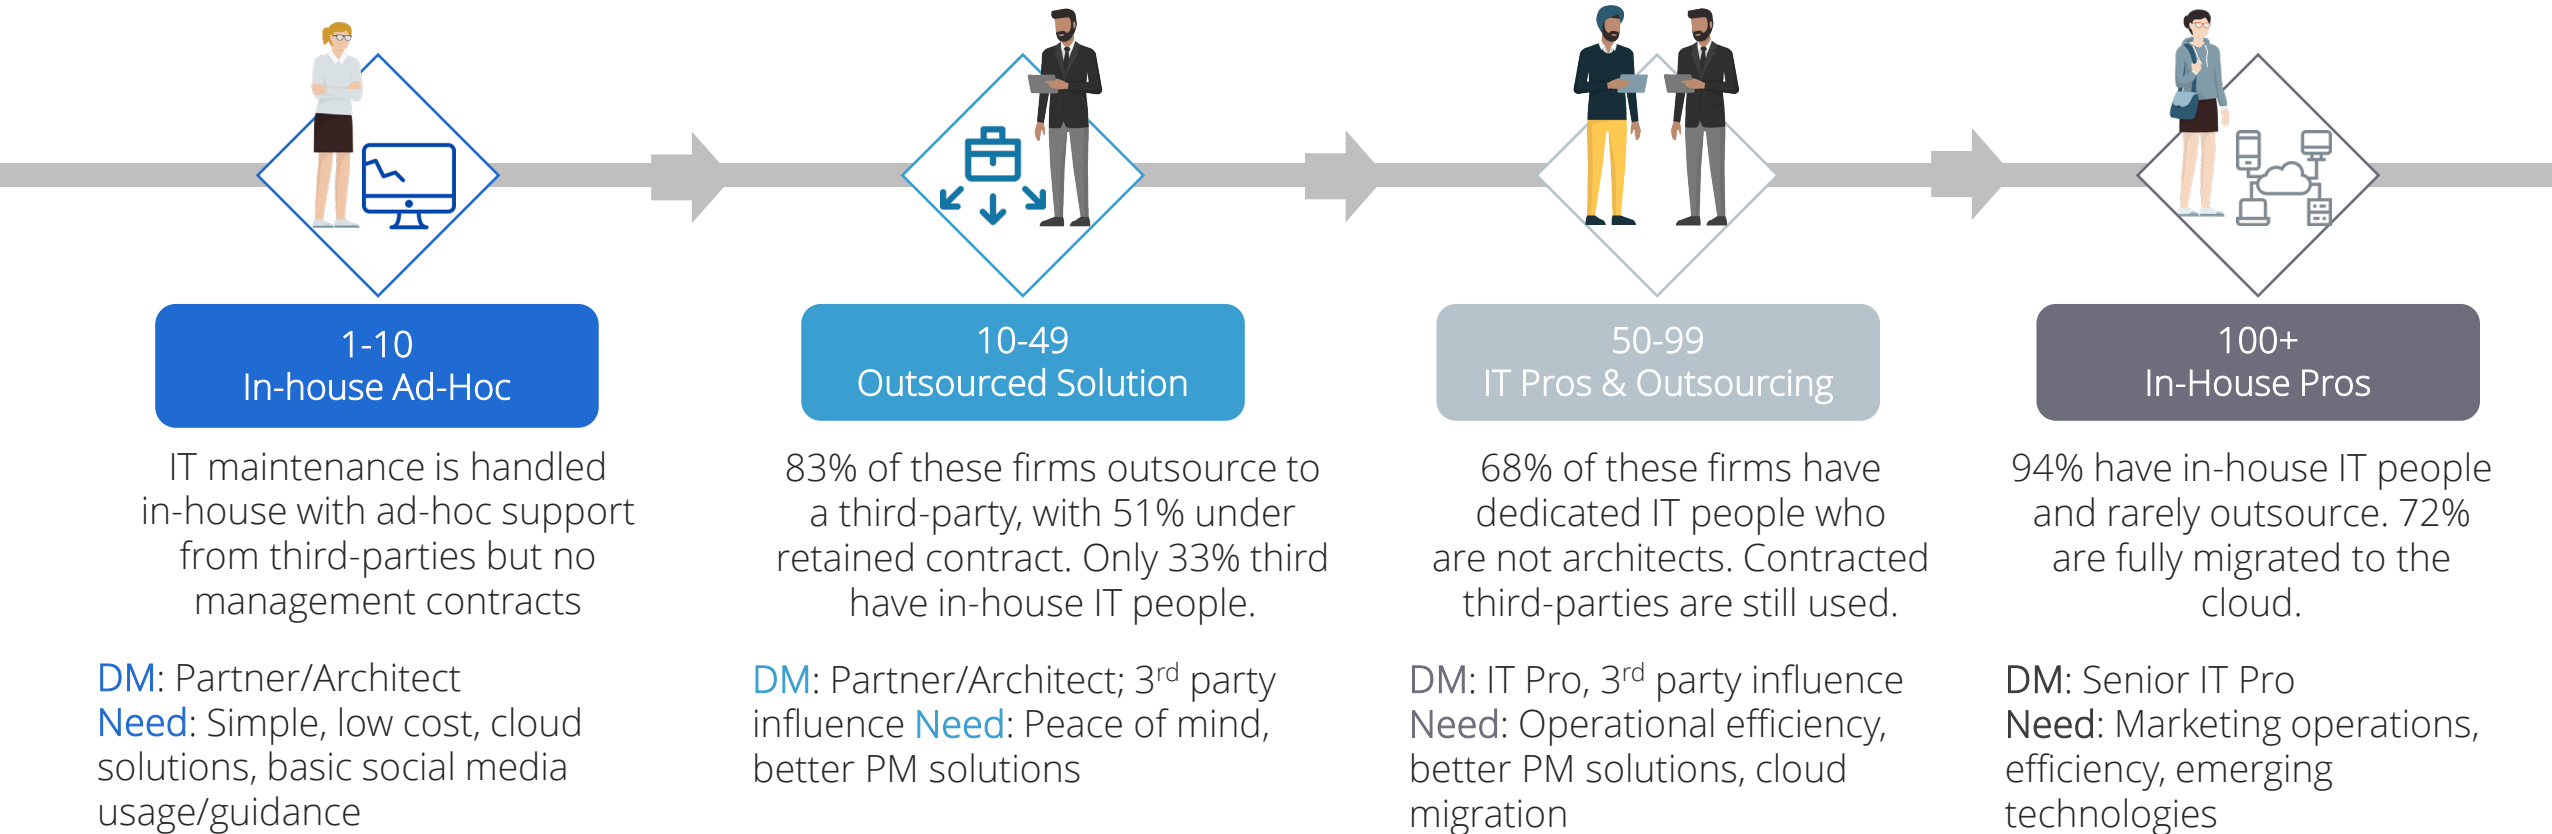 1-10
In-house Ad-Hoc
IT maintenance is handled
in-house with ad-hoc support
from third-parties but no
management contracts
DM: Partner/Architect
Need: Simple, low cost, cloud
solutions, basic social media
usage/guidance
10-49
Outsourced Solution
83% of these firms outsource to
a third-party, with 51% under
retained contract. Only 33% third
have in-house IT people.
DM: Partner/Architect; 3rd party
influence Need: Peace of mind,
better PM solutions
50-99
IT Pros & Outsourcing
68% of these firms have
dedicated IT people who
are not architects. Contracted
third-parties are still used.
DM: IT Pro, 3rd party influence
Need: Operational efficiency,
better PM solutions, cloud
migration
100+
In-House Pros
94% have in-house IT people
and rarely outsource. 72%
are fully migrated to the
cloud.
DM: Senior IT Pro
Need: Marketing operations,
efficiency, emerging
technologies